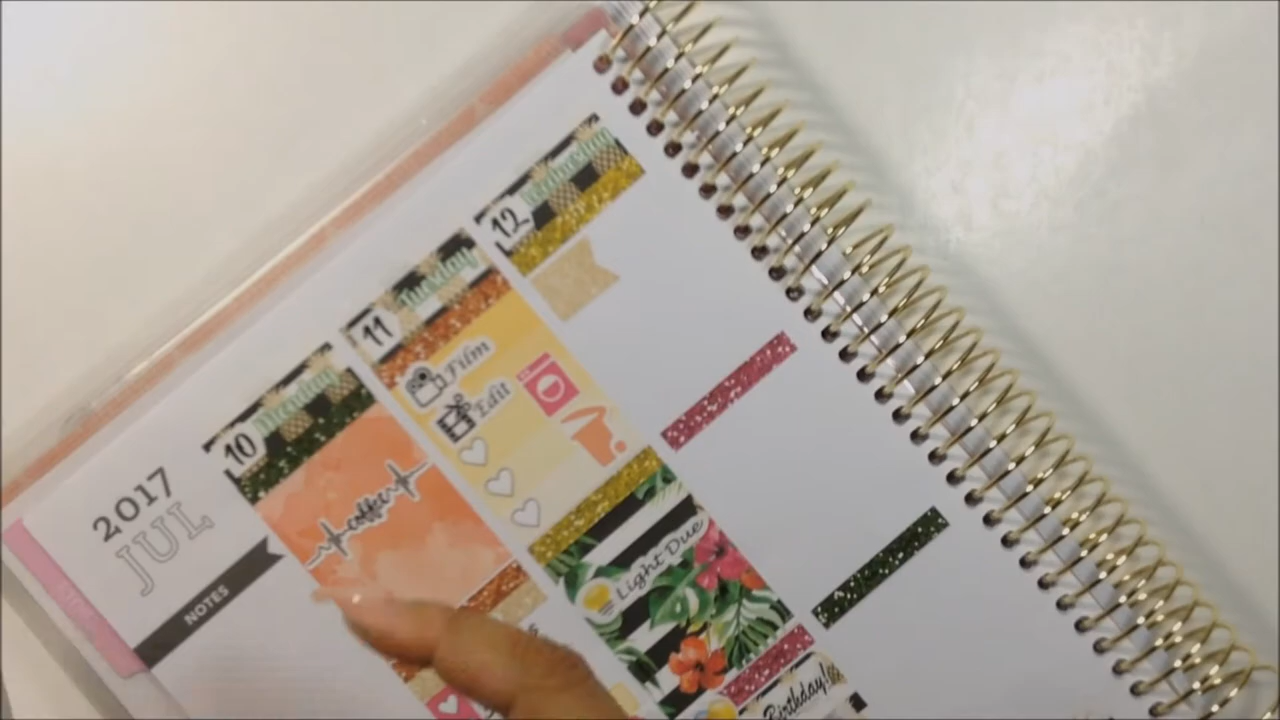 2017
JUL
NOTES
10
Monday
coffee
11
Tuesday
Film
Edit
Light Due
Birthday!
12
Wednesday